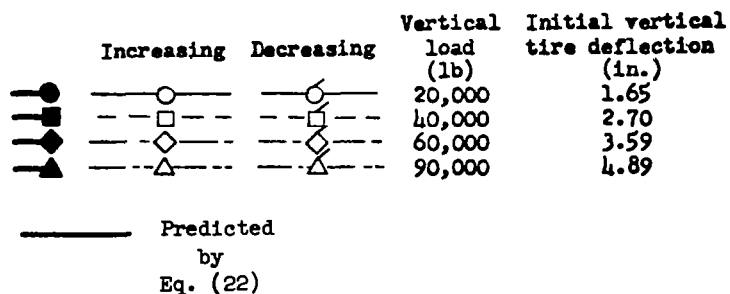 Vertical Initial vertical
Increasing Decreasing load tire deflection
(lb) (in.)
20,000 1.65
40,000 2.70
60,000 3.59
90,000 4.89
Predicted
by
Eq. (22)